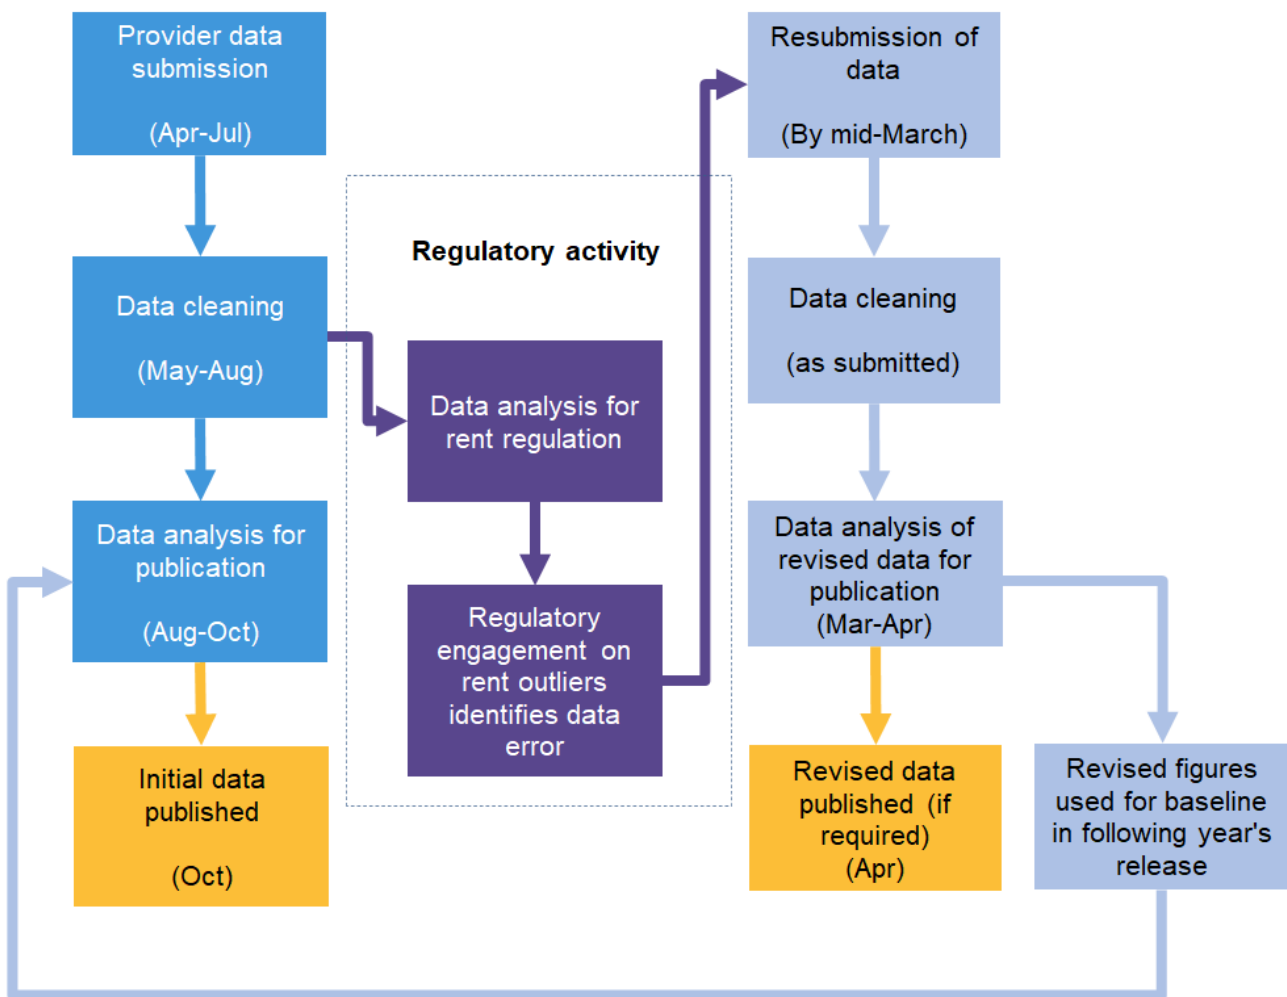 Provider data
submission
(Apr-Jul)
Data cleaning
(May-Aug)
Data analysis for
publication
(Aug-Oct)
Initial data
published
(Oct)
Regulatory activity
Data analysis for
rent regulation
Regulatory
engagement on
rent outliers
identifies data
error
Resubmission of
data
(By mid-March)
Data cleaning
(as submitted)
Data analysis of
revised data for
publication
(Mar-Apr)
Revised data
published (if
required)
(Apr)
Revised figures
used for baseline
in following year's
release